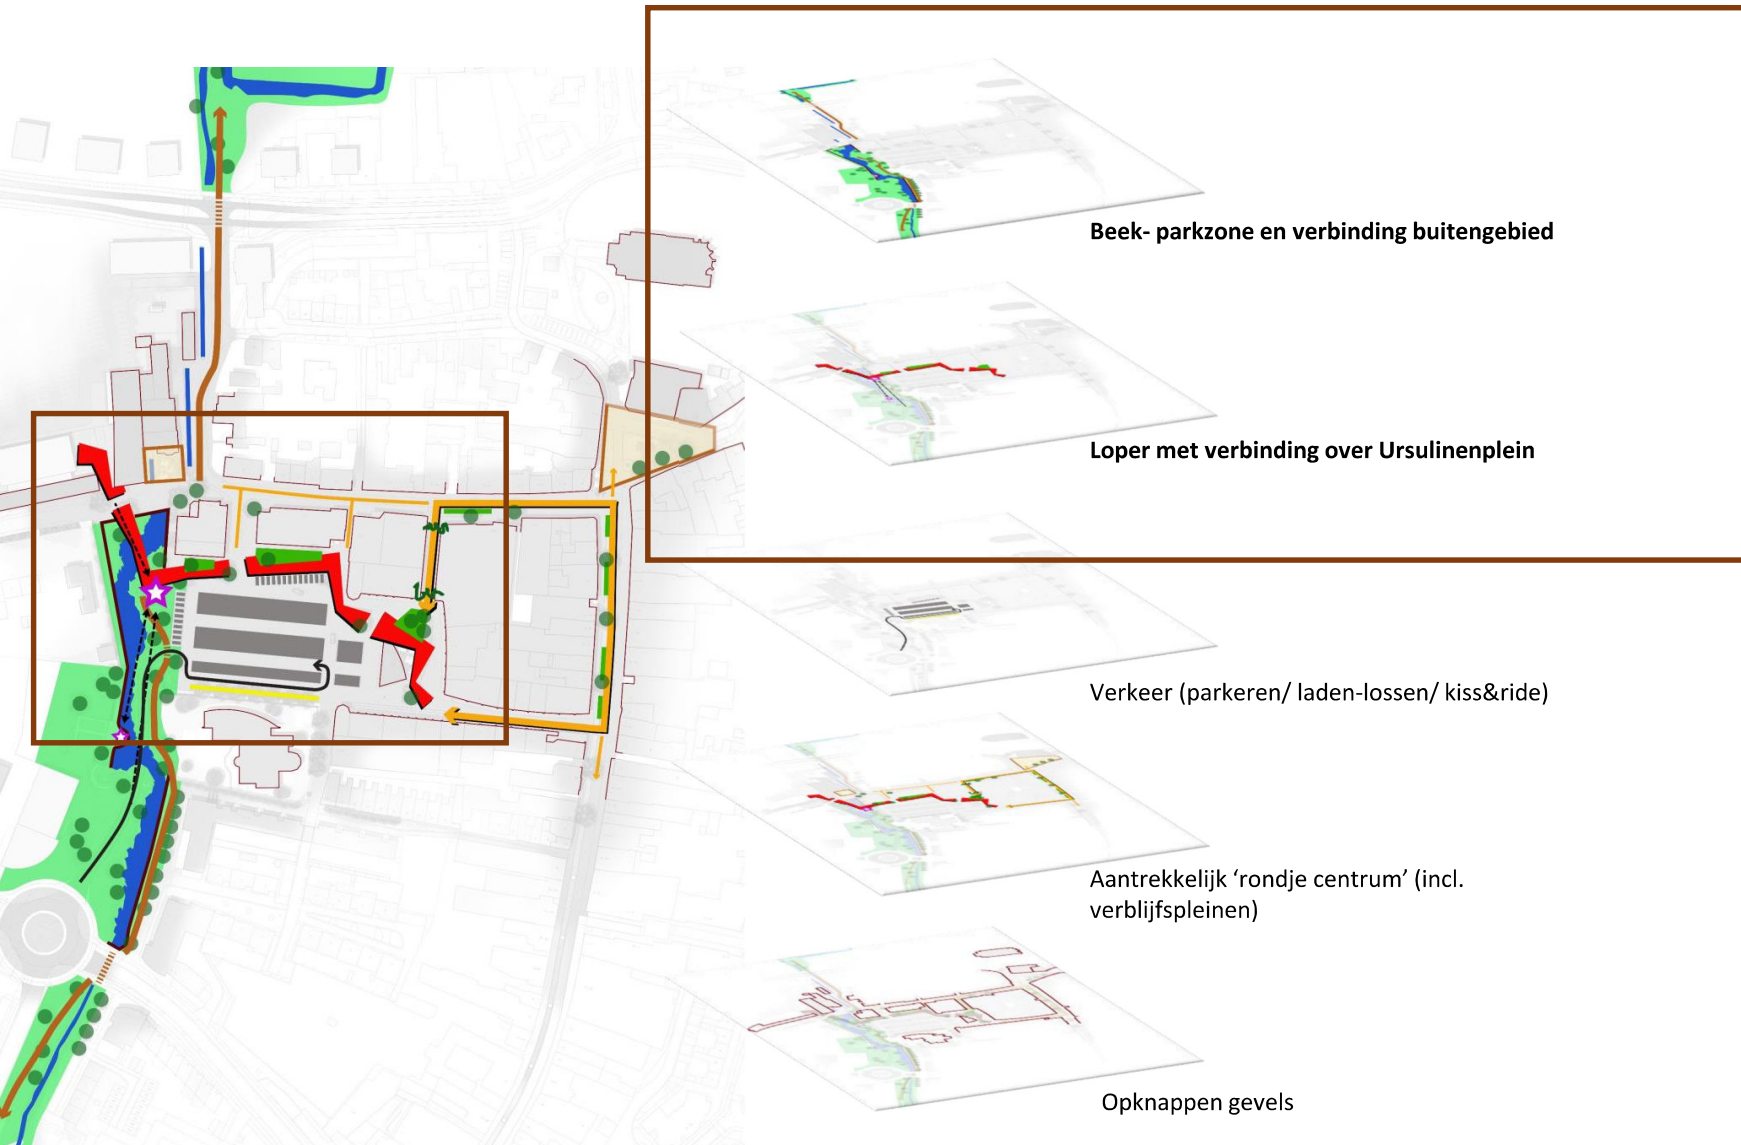 Beek- parkzone en verbinding buitengebied
Loper met verbinding over Ursulinenplein
Verkeer (parkeren/ laden-lossen/ kiss&ride)
Aantrekkelijk ‘rondje centrum’ (incl.
verblijfspleinen)
Opknappen gevels